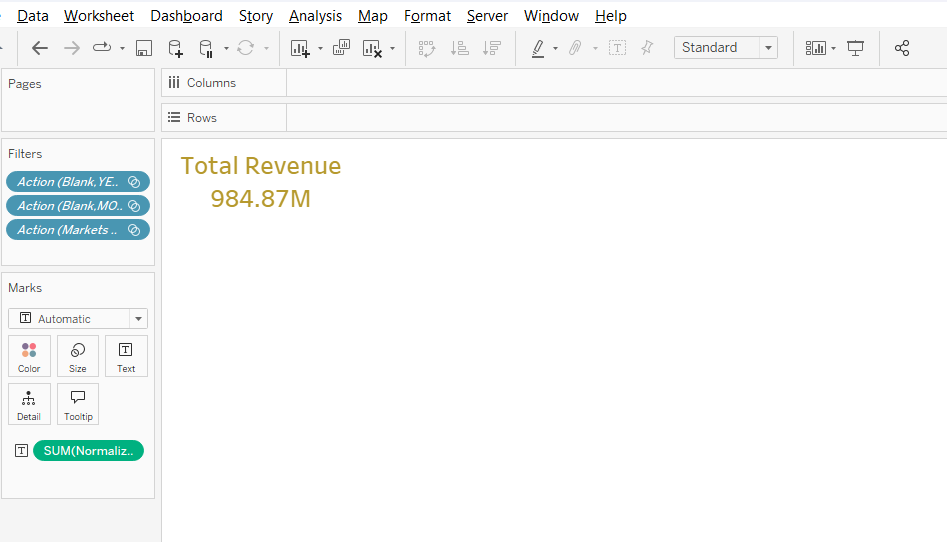 Data Worksheet Dashboard Story Analysis Map Format Server Window Help
Standard
Pages
Columns
Rows
Filters
Action (Blank,YE..
Action (Blank,MO..
Action (Markets ..
Total Revenue
984.87M
Marks
Automatic
Color Size Text
Detail Tooltip
SUM(Normaliz..